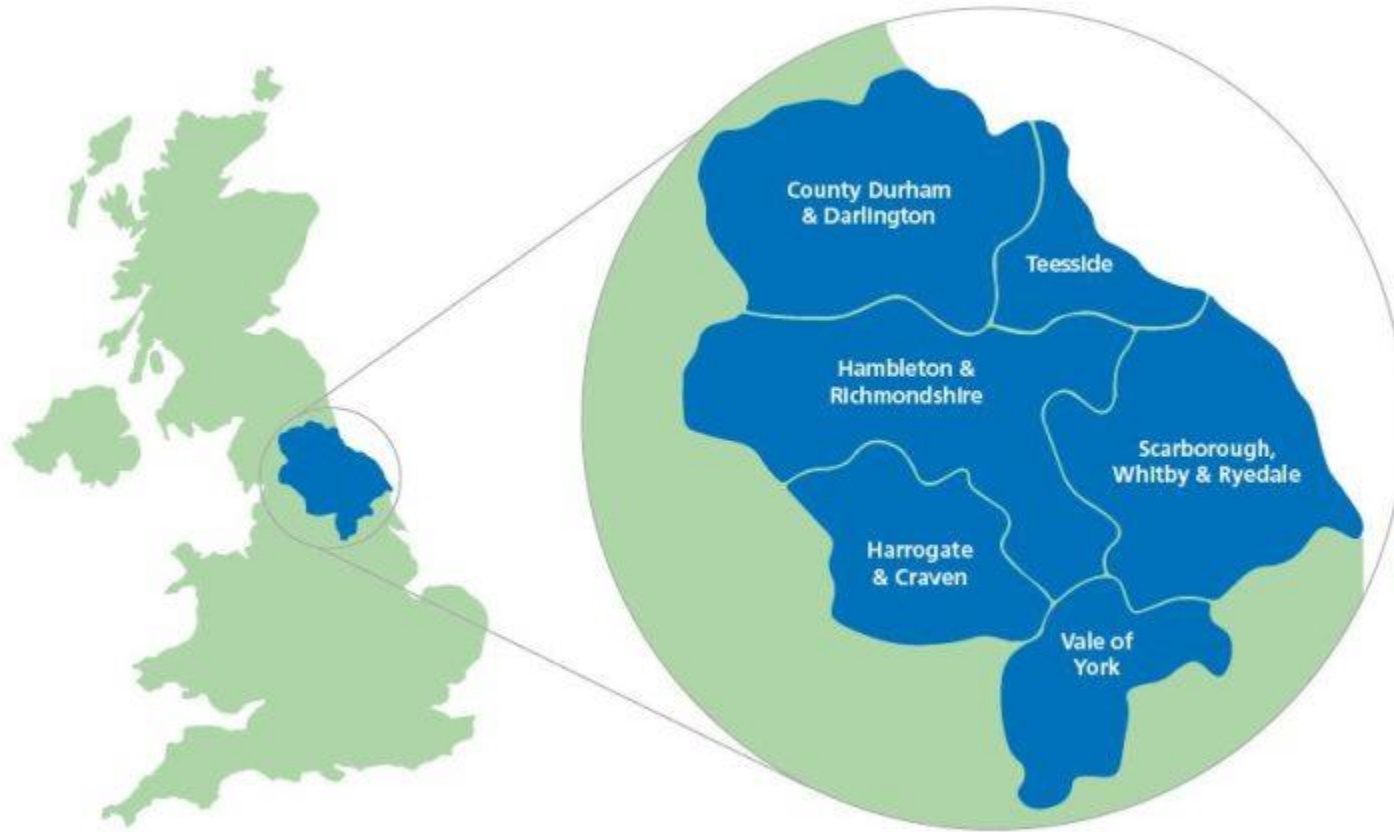 County Durham
& Darlington
Teesside
Hambleton &
Richmondshire
Scarborough,
Whitby & Ryedale
Harrogate
& Craven
Vale of
York